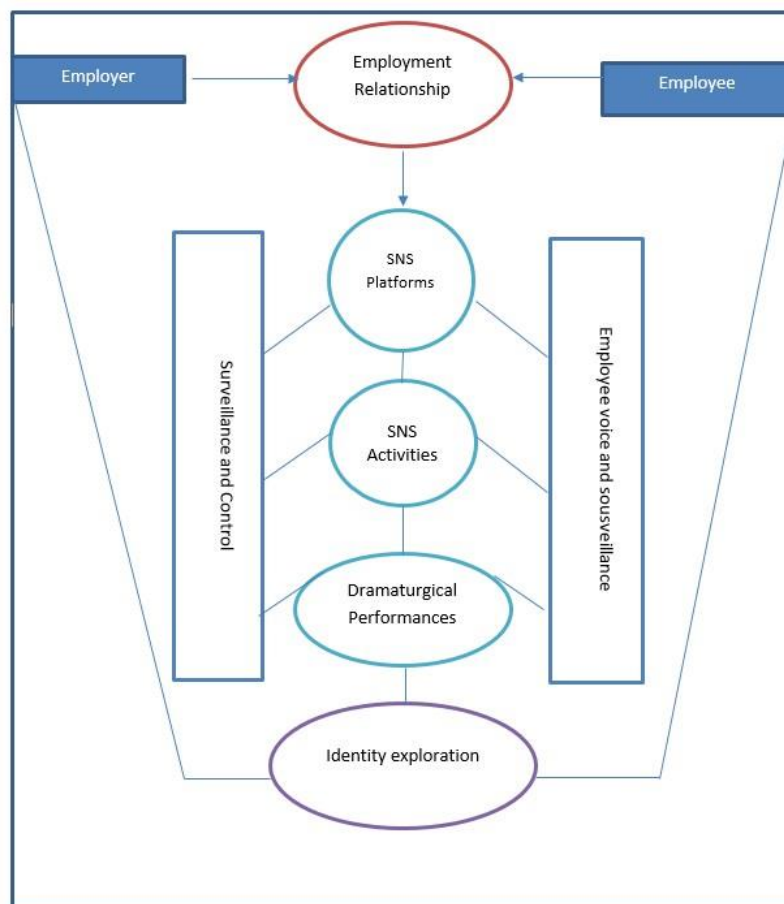 Employer
Employment
Relationship
Employee
SNS
Platforms
Surveillance and Control
Employee voice and sousveillance
SNS
Activities
Dramaturgical
Performances
Identity exploration